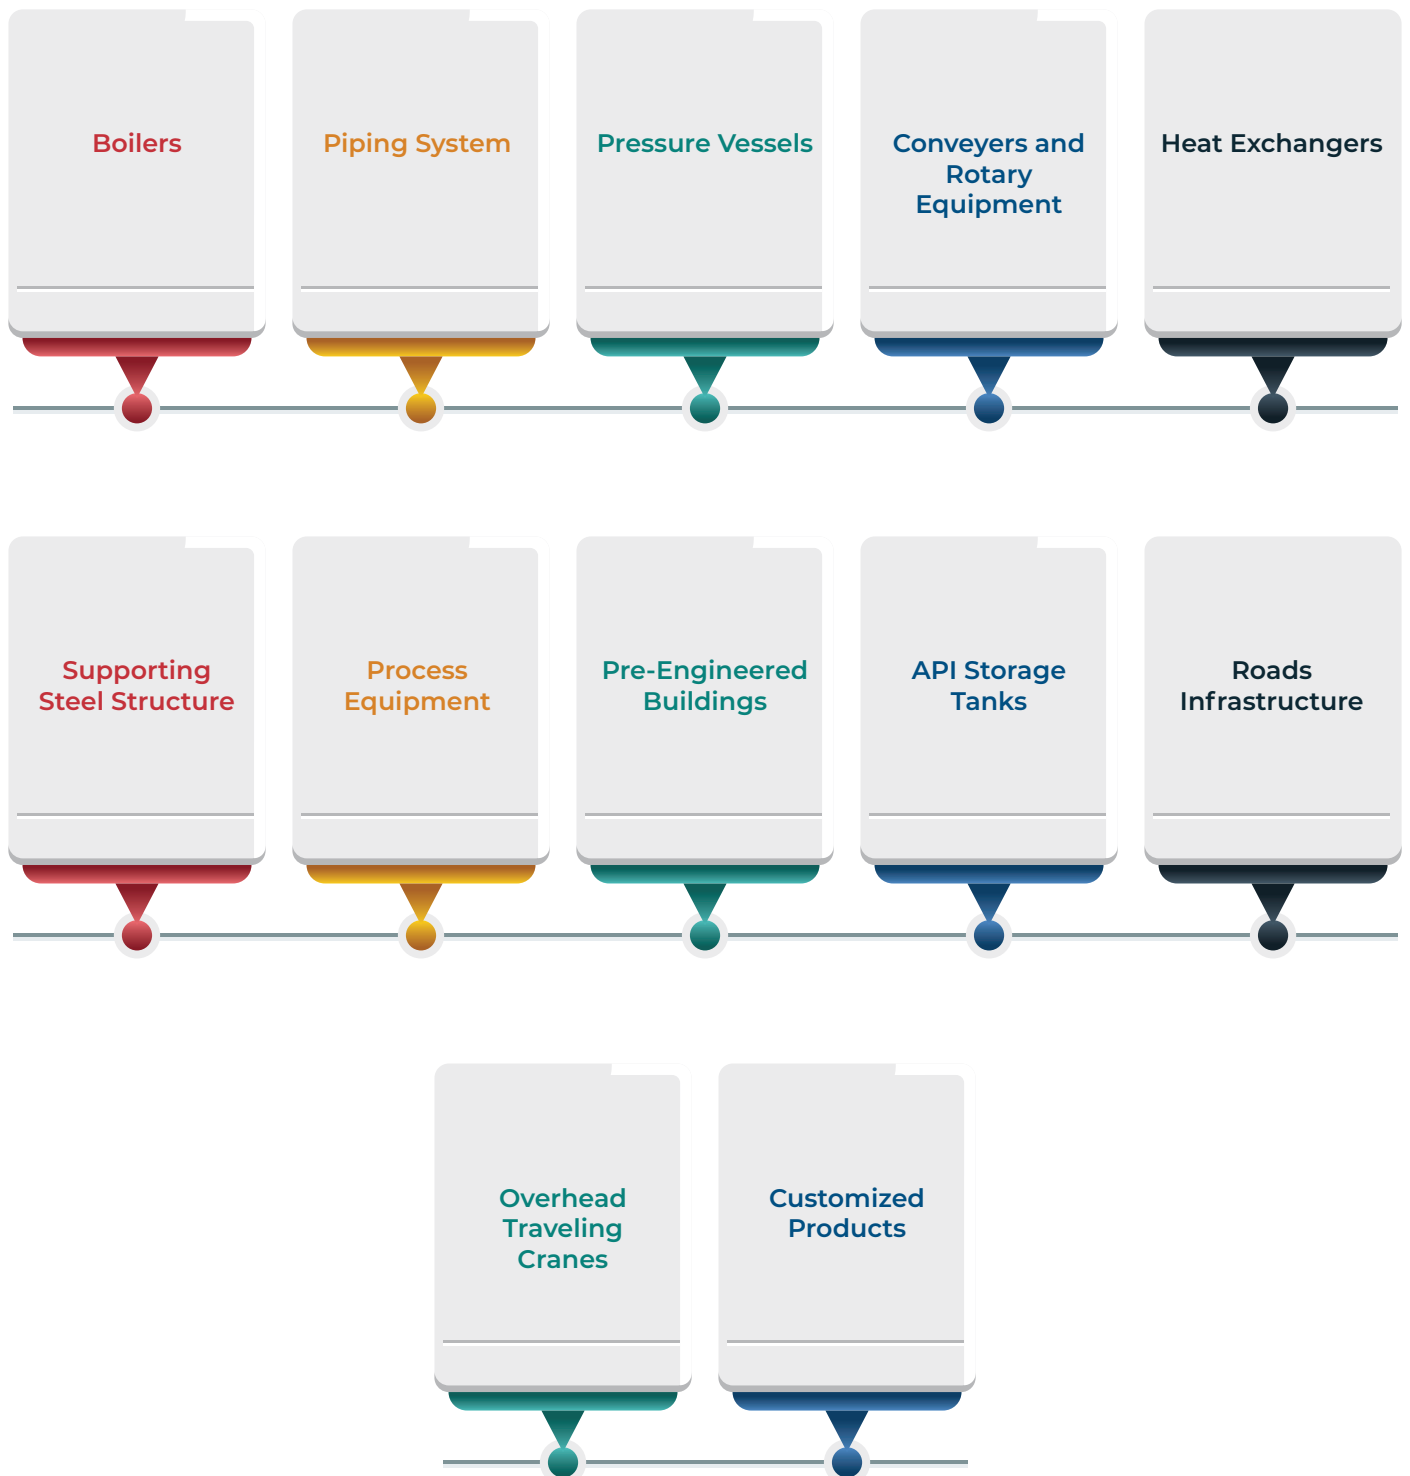 Boilers
Piping System
Pressure Vessels
Conveyers and
Rotary
Equipment
Heat Exchangers
Supporting
Steel Structure
Process
Equipment
Pre-Engineered
Buildings
API Storage
Tanks
Roads
Infrastructure
Overhead
Traveling
Cranes
Customized
Products